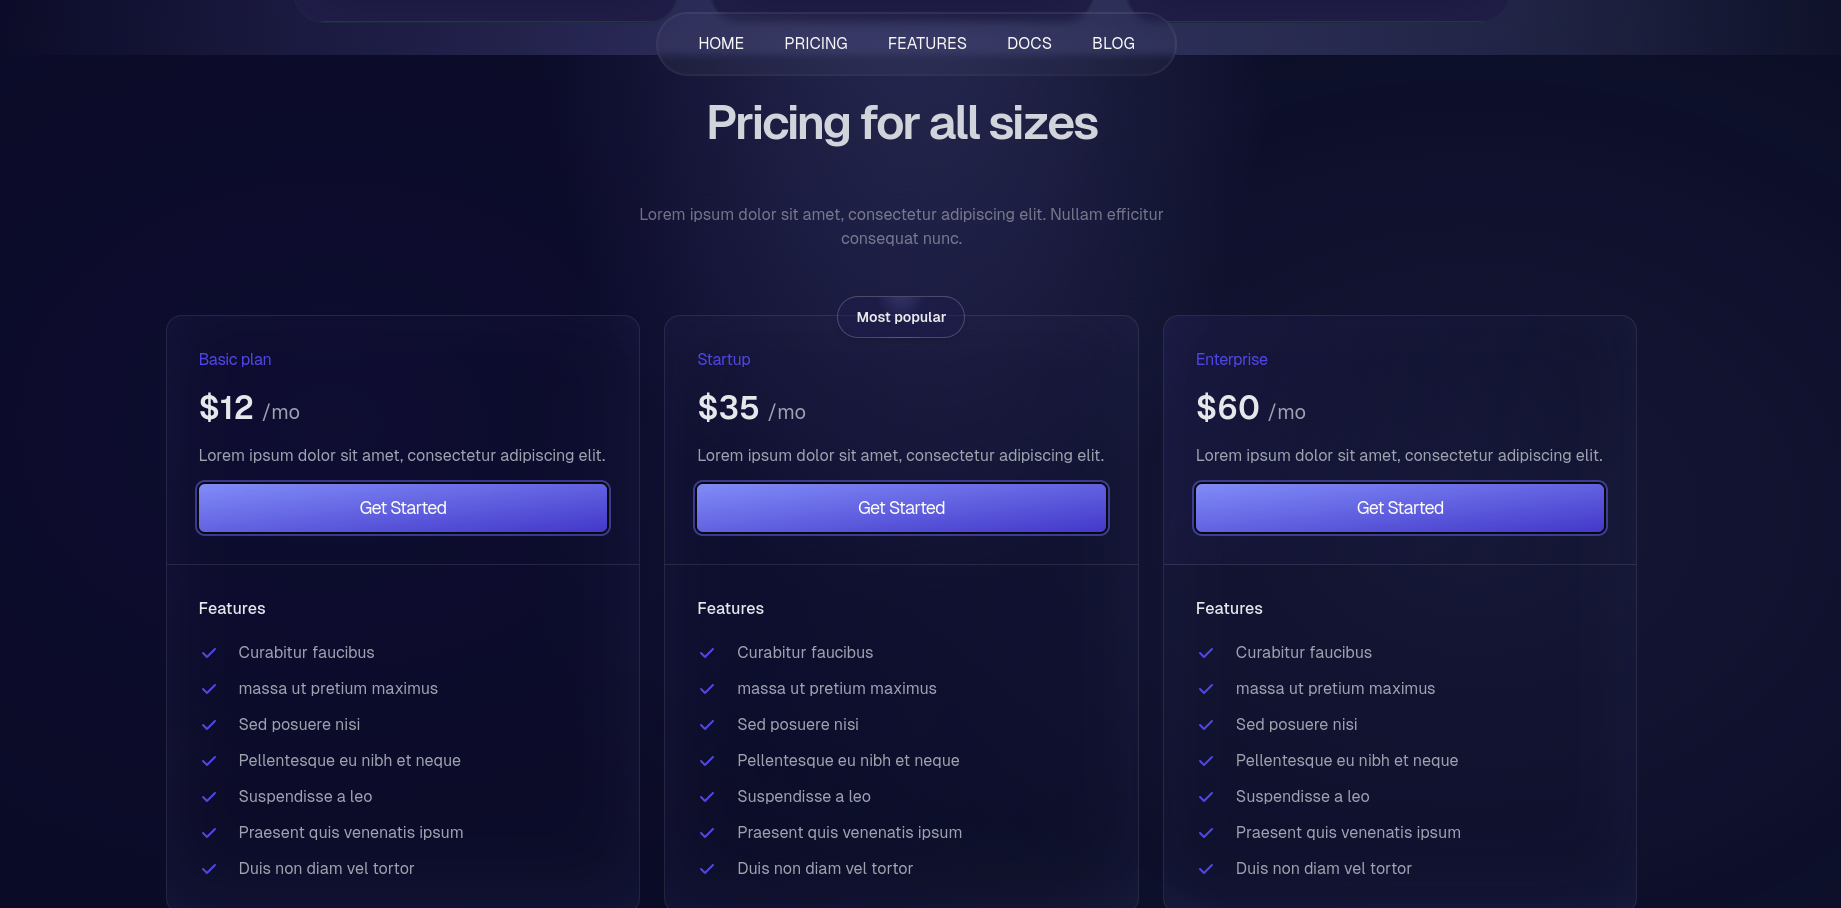 HOME PRICING FEATURES DOCS BLOG
Pricing for all sizes
Lorem ipsum dolor sit amet, consectetur adipiscing elit. Nullam efficitur
consequat nunc.
Basic plan
$12 /mo
Lorem ipsum dolor sit amet, consectetur adipiscing elit.
Get Started
Features
Curabitur faucibus
massa ut pretium maximus
Sed posuere nisi
Pellentesque eu nibh et neque
Suspendisse a leo
Praesent quis venenatis ipsum
Duis non diam vel tortor
Most popular
Startup
$35 /mo
Lorem ipsum dolor sit amet, consectetur adipiscing elit.
Get Started
Features
Curabitur faucibus
massa ut pretium maximus
Sed posuere nisi
Pellentesque eu nibh et neque
Suspendisse a leo
Praesent quis venenatis ipsum
Duis non diam vel tortor
Enterprise
$60 /mo
Lorem ipsum dolor sit amet, consectetur adipiscing elit.
Get Started
Features
Curabitur faucibus
massa ut pretium maximus
Sed posuere nisi
Pellentesque eu nibh et neque
Suspendisse a leo
Praesent quis venenatis ipsum
Duis non diam vel tortor